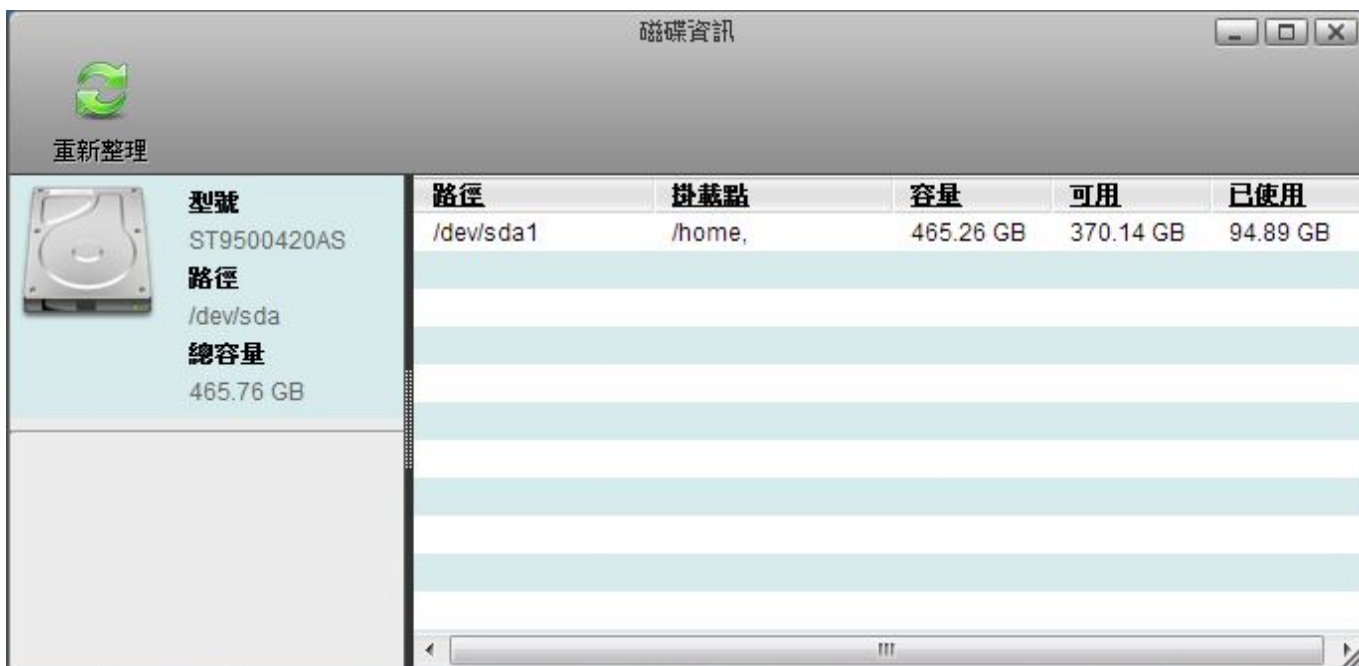 磁碟資訊
重新整理
型號
ST9500420AS
路徑
/dev/sda
總容量
465.76 GB
路徑 掛載點 容量 可用 已使用
/dev/sda1 /home, 465.26 GB 370.14 GB 94.89 GB